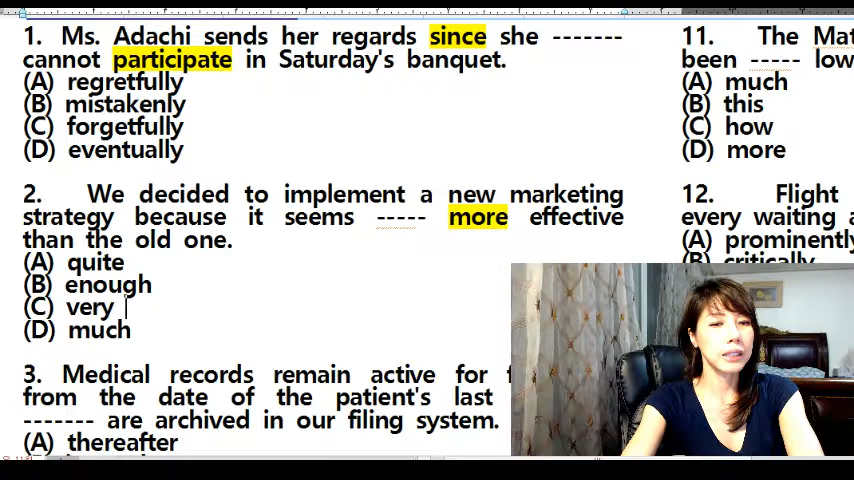 1. Ms. Adachi sends her regards since she -------
cannot participate in Saturday's banquet.
(A) regretfully
(B) mistakenly
(C) forgetfully
(D) eventually
2. We decided to implement a new marketing
strategy because it seems ----- more effective
than the old one.
(A) quite
(B) enough
(C) very
(D) much
3. Medical records remain active for
from the date of the patient's last
------- are archived in our filing system.
(A) thereafter
11. The Mat
been ----- low
(A) much
(B) this
(C) how
(D) more
12. Flight
every waiting a
(A) prominently
(B) critically